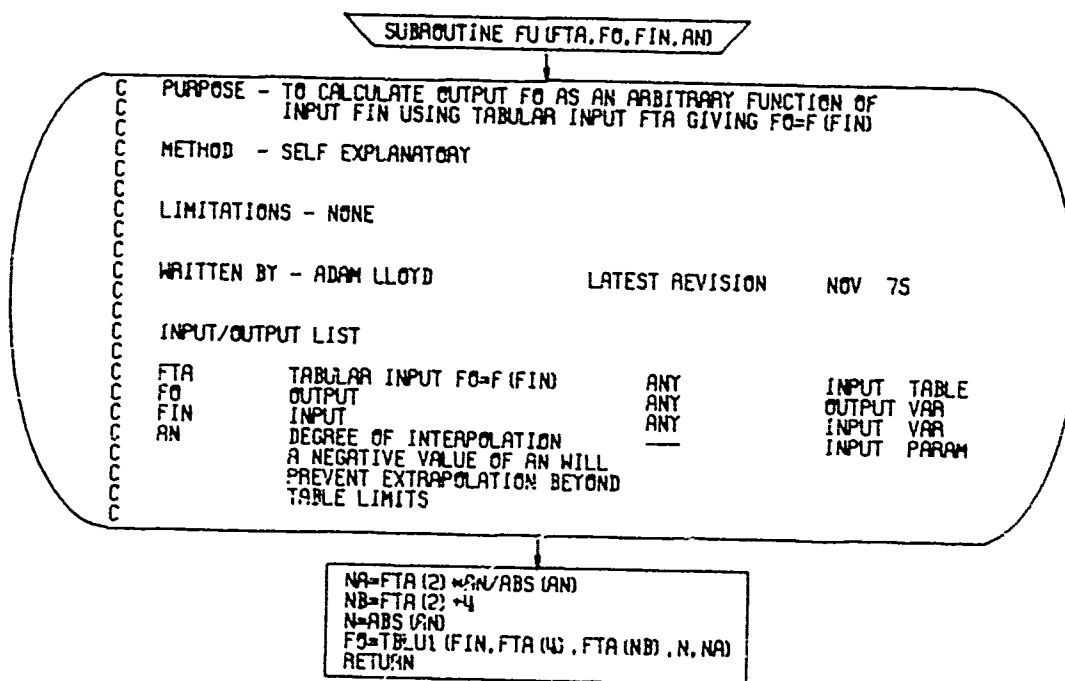 SUBROUTINE FU(FTA,FO,FIN,AN)
C PURPOSE - TO CALCULATE OUTPUT FO AS AN ARBITRARY FUNCTION OF
C INPUT FIN USING TABULAR INPUT FTA GIVING FO=F(FIN)
C
C METHOD - SELF EXPLANATORY
C
C
C LIMITATIONS - NONE
C
C
C WRITTEN BY - ADAM LLOYD LATEST REVISION NOV 75
C
C
C INPUT/OUTPUT LIST
C
C FTA TABULAR INPUT FO=F(FIN) ANY INPUT TABLE
C FO OUTPUT ANY OUTPUT VAR
C FIN INPUT ANY INPUT VAR
C AN DEGREE OF INTERPOLATION --- INPUT PARAM
C A NEGATIVE VALUE OF AN WILL
C PREVENT EXTRAPOLATION BEYOND
C TABLE LIMITS
C
NA=FTA(2)*AN/ABS(AN)
NB=FTA(2)+4
N=ABS(AN)
FO=TBLU1(FIN,FTA(4),FTA(NB),N,NA)
RETURN